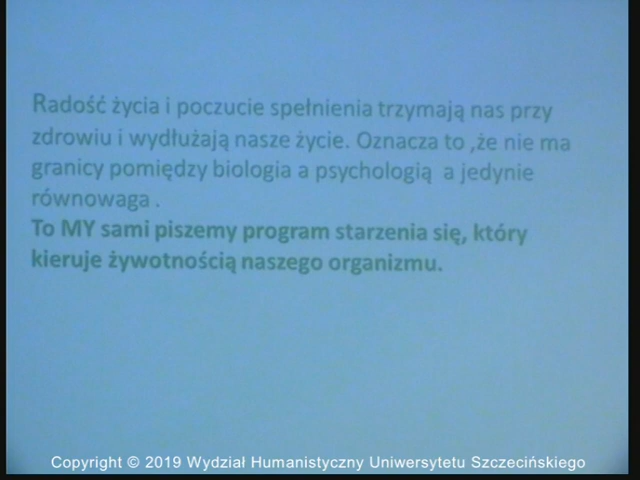 Radość życia i poczucie spełnienia trzymają nas przy
zdrowiu i wydłużają nasze życie. Oznacza to ,że nie ma
granicy pomiędzy biologia a psychologią a jedynie
równowaga .
To MY sami piszemy program starzenia się, który
kieruje żywotnością naszego organizmu.
Copyright © 2019 Wydział Humanistyczny Uniwersytetu Szczecińskiego